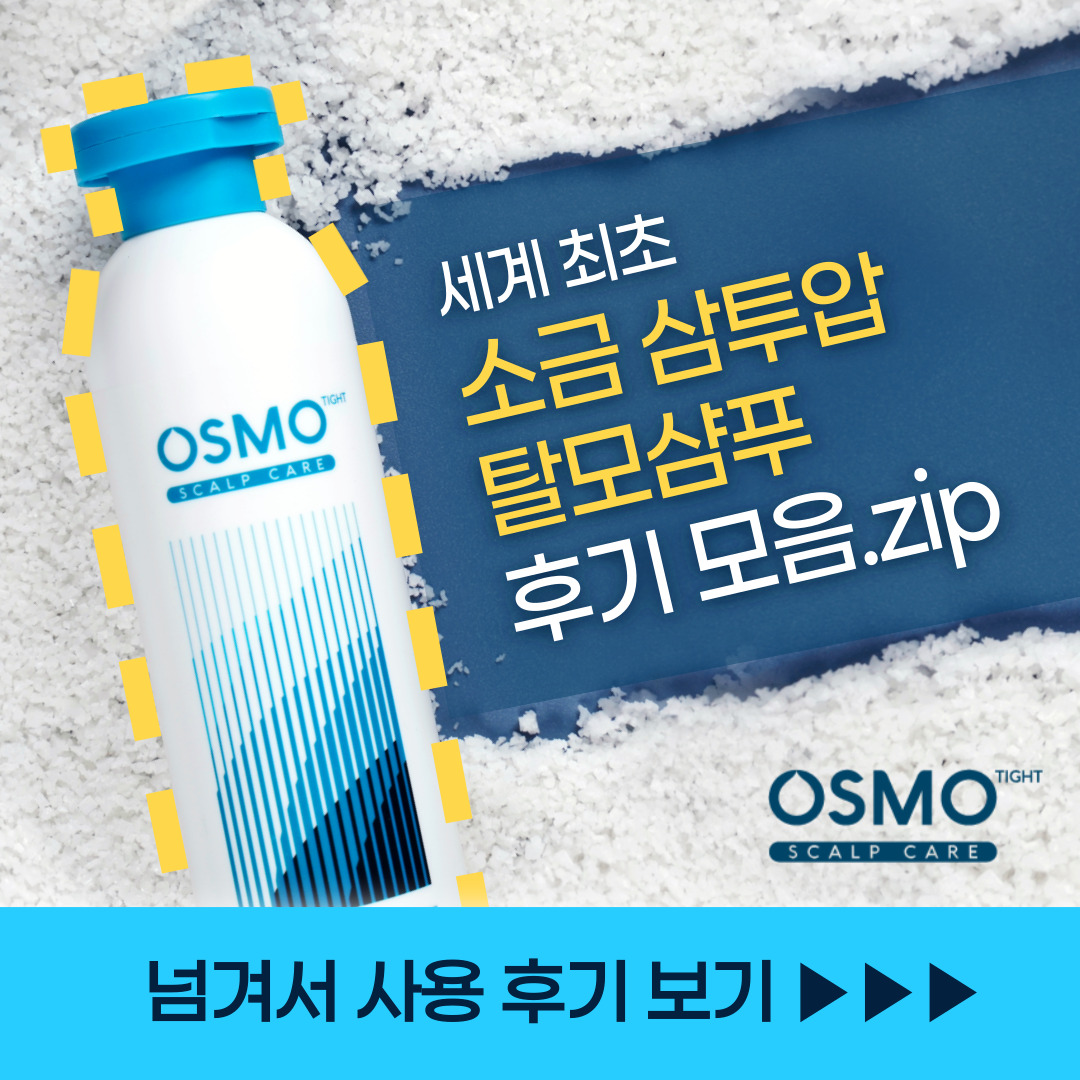 세계 최초
소금 삼투압
탈모샴푸
후기 모음.zip
OSMO TIGHT
SCALP CARE
OSMO TIGHT
SCALP CARE
넘겨서 사용 후기 보기 ▶▶▶